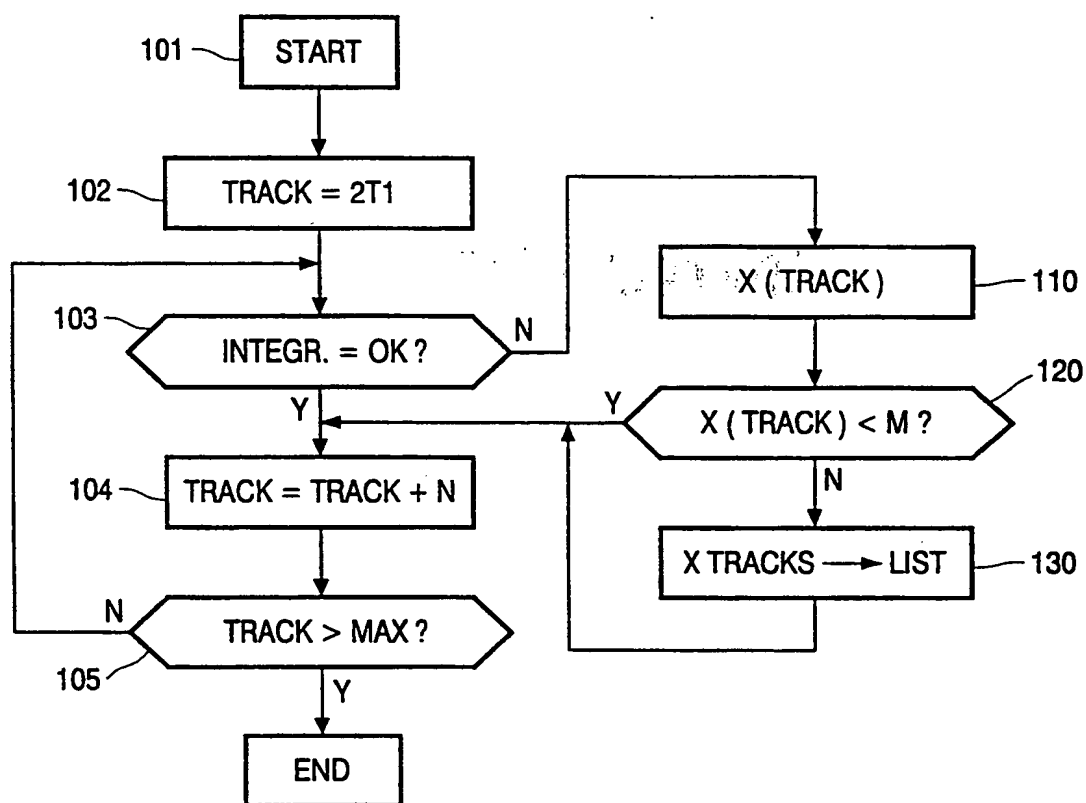 101
START
102
TRACK = 2T1
103
INTEGR. = OK ?
N
Y
X ( TRACK )
110
120
X ( TRACK ) < M ?
Y
N
104
TRACK = TRACK + N
X TRACKS → LIST
130
N
TRACK > MAX ?
105
Y
END